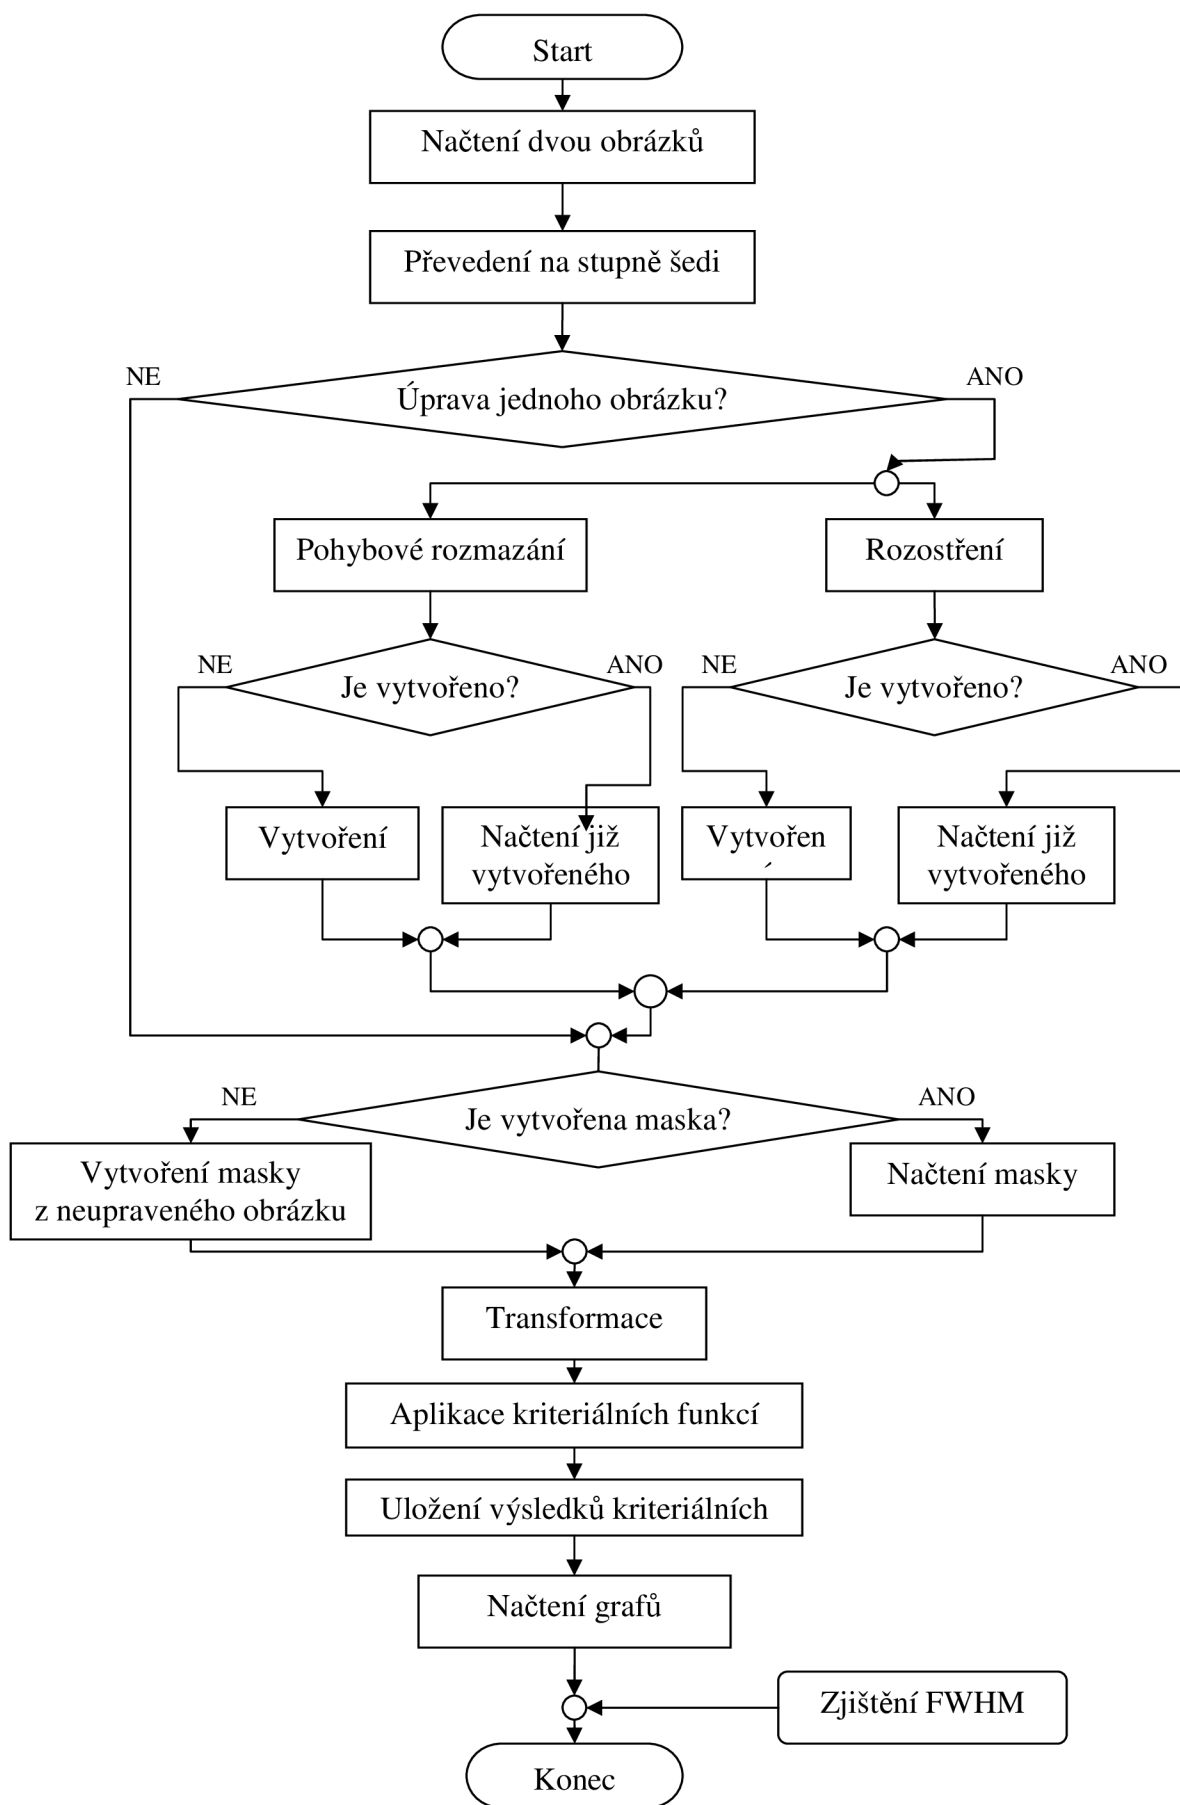 Start
Načtení dvou obrázků
Převedení na stupně šedi
NE
ANO
Úprava jednoho obrázku?
Pohybové rozmazání
Rozostření
NE
ANO
NE
ANO
Je vytvořeno?
Je vytvořeno?
Vytvoření
Načtení již
vytvořeného
Vytvořen
Načtení již
vytvořeného
NE
ANO
Je vytvořena maska?
Vytvoření masky
z neupraveného obrázku
Načtení masky
Transformace
Aplikace kriteriálních funkcí
Uložení výsledků kriteriálních
Načtení grafů
Zjištění FWHM
Konec